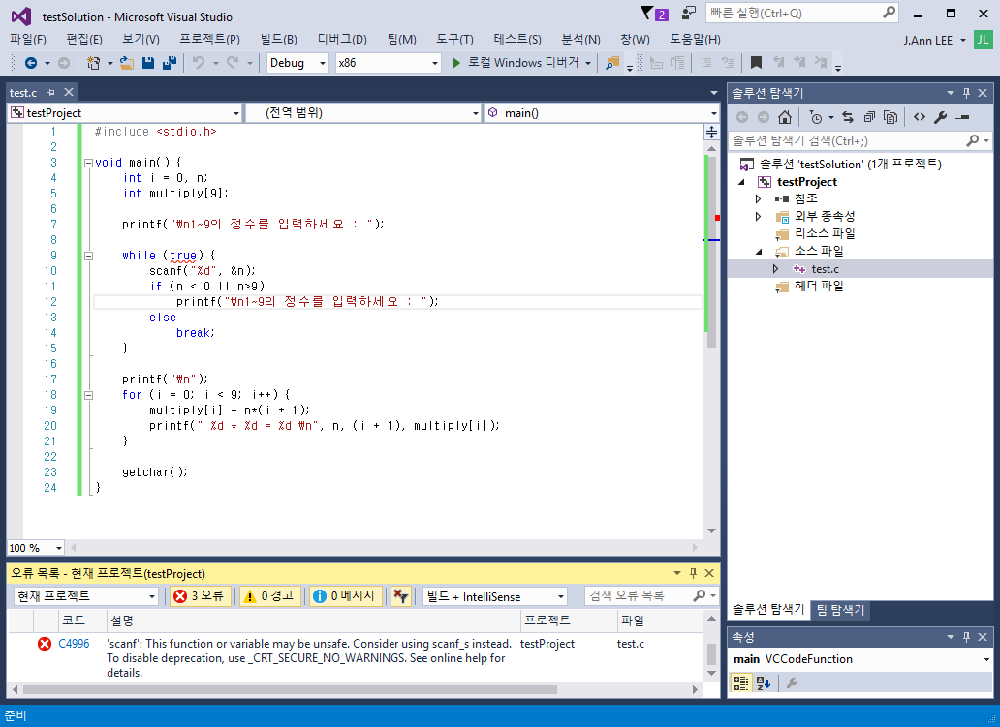 testSolution - Microsoft Visual Studio
2
빠른 실행(Ctrl+Q)
파일(F) 편집(E) 보기(V) 프로젝트(P) 빌드(B) 디버그(D) 팀(M) 도구(T) 테스트(S) 분석(N) 창(W) 도움말(H)
J.Ann LEE JL
Debug x86 로컬 Windows 디버거
test.c
testProject (전역 범위) main()
1 #include <stdio.h>
2
3 void main() {
4 int i = 0, n;
5 int multiply[9];
6
7 printf("₩n1~9의 정수를 입력하세요 : ");
8
9 while (true) {
10 scanf("%d", &n);
11 if (n < 0 || n>9)
12 printf("₩n1~9의 정수를 입력하세요 : ");
13 else
14 break;
15 }
16
17 printf("₩n");
18 for (i = 0; i < 9; i++) {
19 multiply[i] = n*(i + 1);
20 printf(" %d * %d = %d ₩n", n, (i + 1), multiply[i]);
21 }
22
23 getchar();
24 }
100 %
오류 목록 - 현재 프로젝트(testProject)
현재 프로젝트 3 오류 0 경고 0 메시지 빌드 + IntelliSense 검색 오류 목록
코드 설명 프로젝트 파일
C4996 'scanf': This function or variable may be unsafe. Consider using scanf_s instead. testProject test.c
To disable deprecation, use _CRT_SECURE_NO_WARNINGS. See online help for
details.
솔루션 탐색기
솔루션 탐색기 검색(Ctrl+;)
솔루션 'testSolution' (1개 프로젝트)
testProject
참조
외부 종속성
리소스 파일
소스 파일
test.c
헤더 파일
솔루션 탐색기 팀 탐색기
속성
main VCCodeFunction
준비